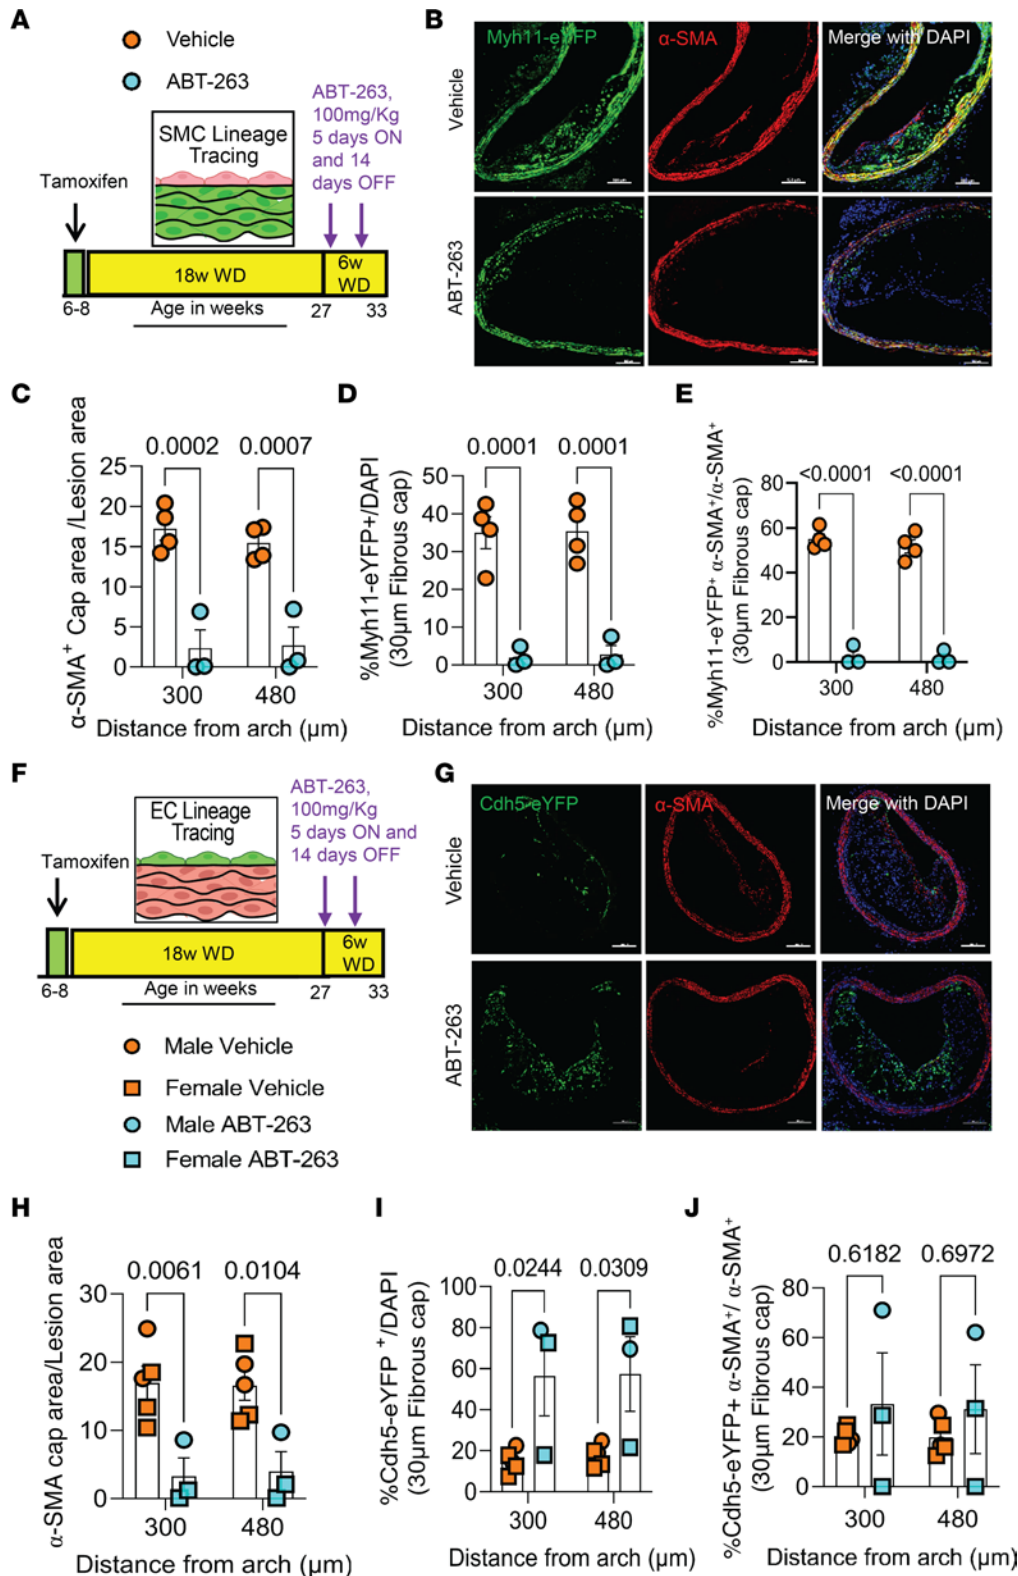 A
Vehicle
ABT-263
ABT-263,
100mg/Kg
5 days ON
and 14
days OFF
SMC Lineage
Tracing
Tamoxifen
18w WD
6w
WD
6-8
Age in weeks
27
33
B
Myh11-eYFP
α-SMA
Merge with DAPI
Vehicle
ABT-263
C
α-SMA⁺ Cap area /Lesion area
0.0002
0.0007
25
20
15
10
5
0
300
480
Distance from arch (µm)
D
%Myh11-eYFP+/DAPI
(30µm Fibrous cap)
0.0001
0.0001
50
40
30
20
10
0
300
480
Distance from arch (µm)
E
%Myh11-eYFP⁺ α-SMA⁺/α-SMA⁺
(30µm Fibrous cap)
<0.0001
<0.0001
80
60
40
20
0
300
480
Distance from arch (µm)
F
ABT-263,
100mg/Kg
5 days ON and
14 days OFF
EC Lineage
Tracing
Tamoxifen
18w WD
6w
WD
6-8
Age in weeks
27
33
Male Vehicle
Female Vehicle
Male ABT-263
Female ABT-263
G
Cdh5-eYFP
α-SMA
Merge with DAPI
Vehicle
ABT-263
H
α-SMA cap area/Lesion area
0.0061
0.0104
30
20
10
0
300
480
Distance from arch (µm)
I
%Cdh5-eYFP ⁺/DAPI
(30µm Fibrous cap)
0.0244
0.0309
100
80
60
40
20
0
300
480
Distance from arch (µm)
J
%Cdh5-eYFP+ α-SMA⁺/ α-SMA⁺
(30µm Fibrous cap)
0.6182
0.6972
80
60
40
20
0
300
480
Distance from arch (µm)